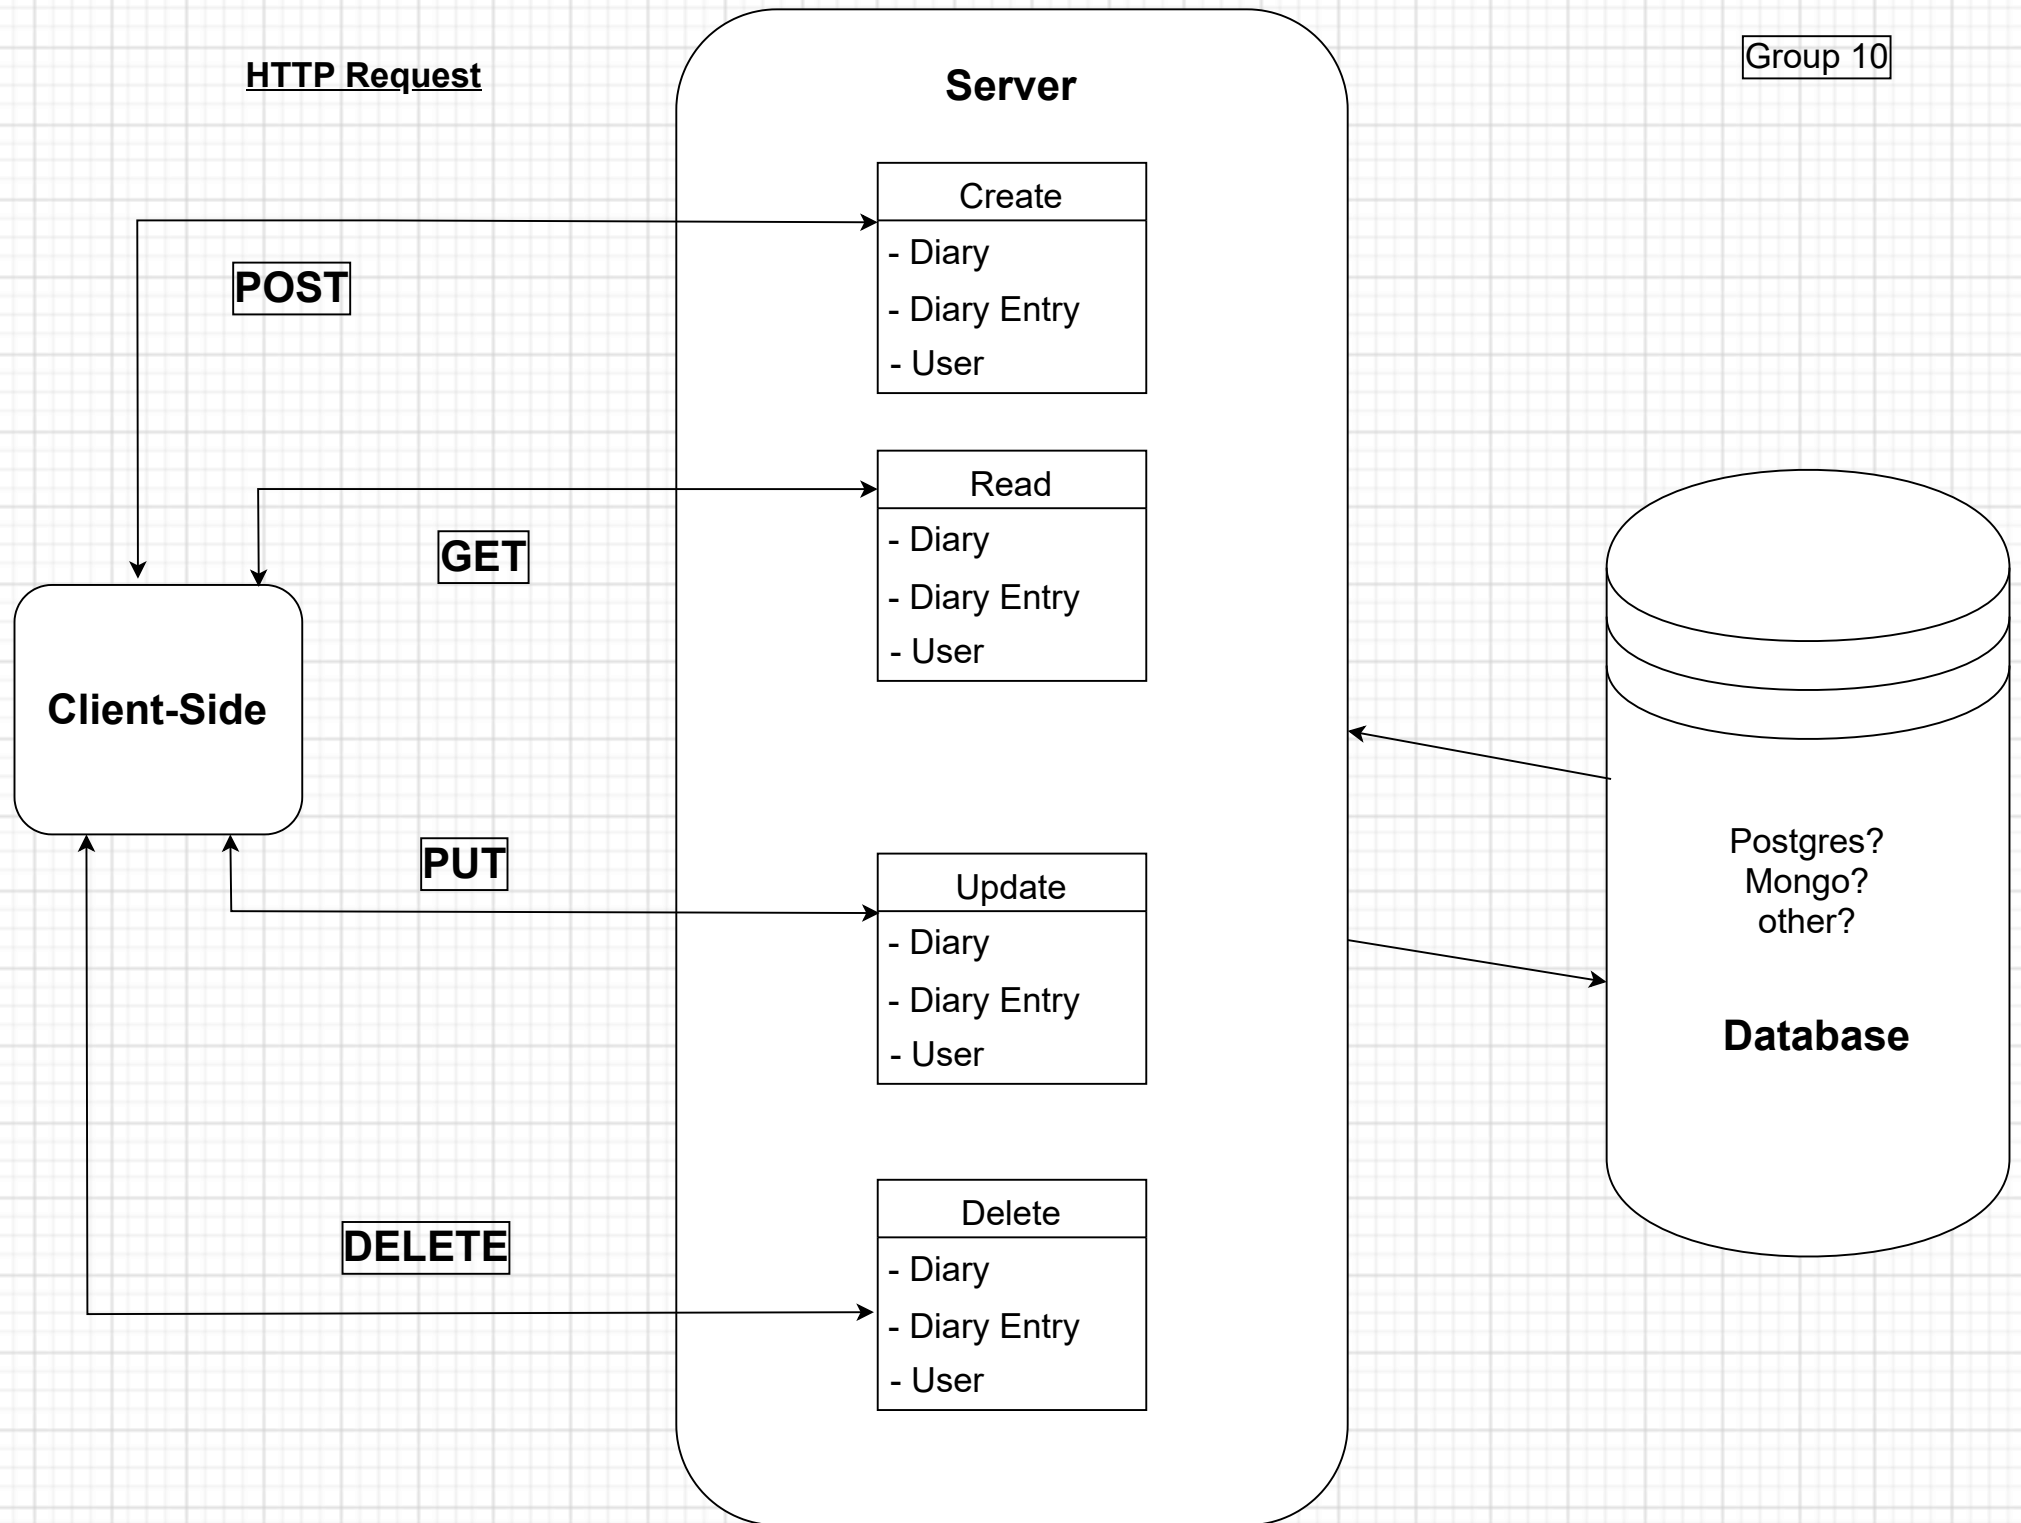 HTTP Request
Server
Group 10
Create
- Diary
- Diary Entry
- User
POST
Read
- Diary
- Diary Entry
- User
GET
Client-Side
PUT
Update
- Diary
- Diary Entry
- User
DELETE
Delete
- Diary
- Diary Entry
- User
Postgres?
Mongo?
other?
Database